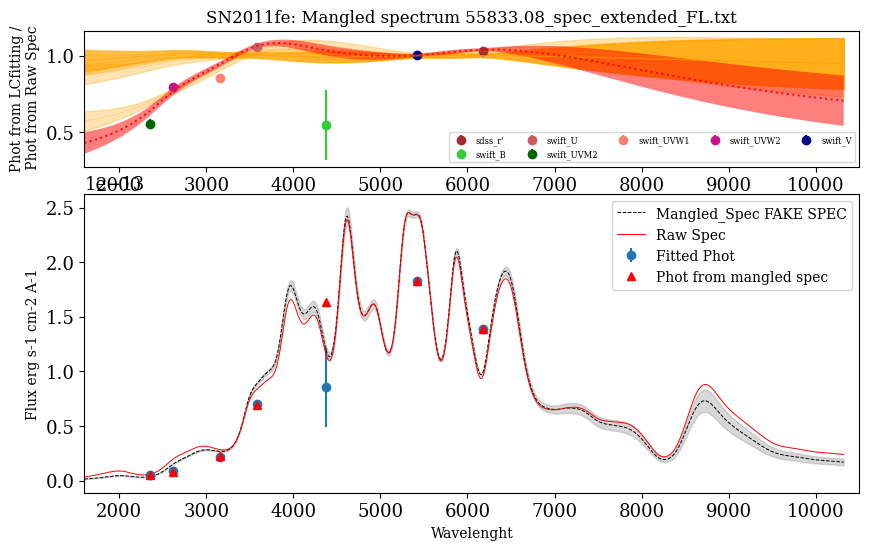 SN2011fe: Mangled spectrum 55833.08_spec_extended_FL.txt
Phot from LCfitting /
Phot from Raw Spec
1.0
0.5
sdss_r'
swift_U
swift_UVW1
swift_UVW2
swift_V
swift_B
swift_UVM2
2000 3000 4000 5000 6000 7000 8000 9000 10000
1e−13
Flux erg s-1 cm-2 A-1
2.5
2.0
1.5
1.0
0.5
0.0
Mangled_Spec FAKE SPEC
Raw Spec
Fitted Phot
Phot from mangled spec
2000 3000 4000 5000 6000 7000 8000 9000 10000
Wavelenght